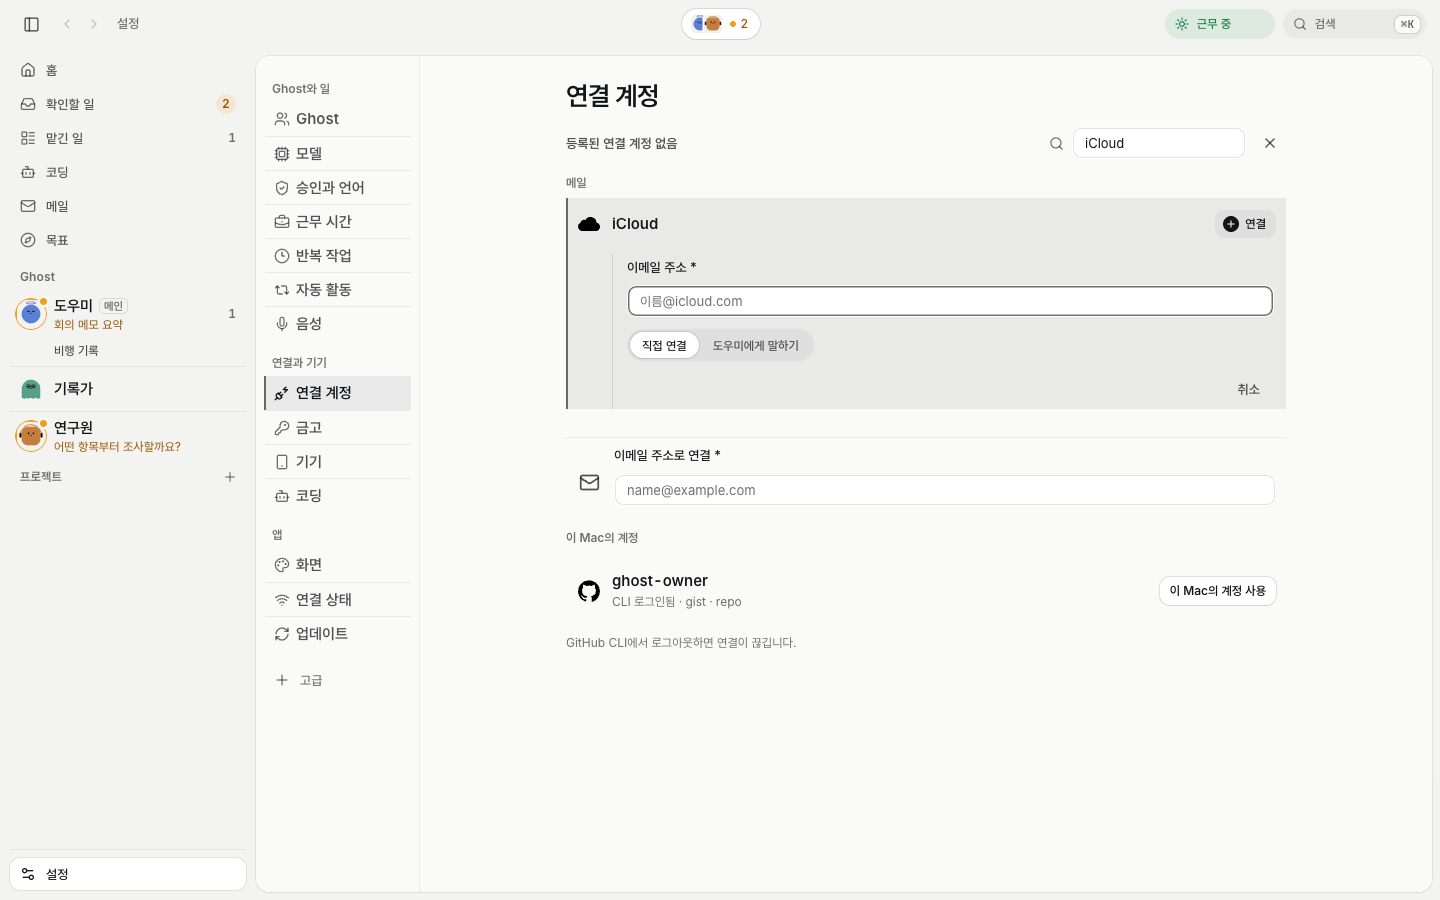 설정
2
근무 중
검색
⌘K
홈
확인할 일
2
맡긴 일
1
코딩
메일
목표
Ghost
도우미
메인
회의 메모 요약
1
비행 기록
기록가
연구원
어떤 항목부터 조사할까요?
프로젝트
설정
Ghost와 일
Ghost
모델
승인과 언어
근무 시간
반복 작업
자동 활동
음성
연결과 기기
연결 계정
금고
기기
코딩
앱
화면
연결 상태
업데이트
고급
연결 계정
등록된 연결 계정 없음
iCloud
메일
iCloud
연결
이메일 주소 *
이름@icloud.com
직접 연결
도우미에게 말하기
취소
이메일 주소로 연결 *
name@example.com
이 Mac의 계정
ghost-owner
CLI 로그인됨 · gist · repo
이 Mac의 계정 사용
GitHub CLI에서 로그아웃하면 연결이 끊깁니다.